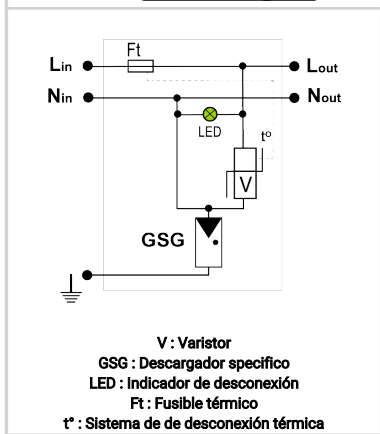 Ft
Lin
Lout
Nin
Nout
LED
t°
V
GSG
V : Varistor
GSG : Descargador specifico
LED : Indicador de desconexión
Ft : Fusible térmico
t° : Sistema de de desconexión térmica